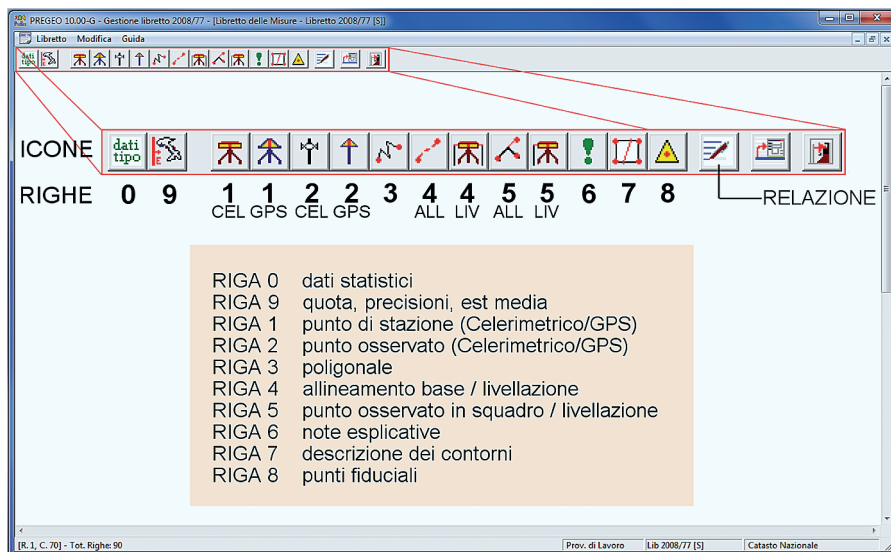 PREGEO 10.00-G - Gestione libretto 2008/77 - [Libretto delle Misure - Libretto 2008/77 [S]]
Libretto Modifica Guida
dati tipo
ICONE
dati tipo
E
RIGHE 0 9 1 1 2 2 3 4 4 5 5 6 7 8 RELAZIONE
CEL GPS CEL GPS ALL LIV ALL LIV
RIGA 0 dati statistici
RIGA 9 quota, precisioni, est media
RIGA 1 punto di stazione (Celerimetrico/GPS)
RIGA 2 punto osservato (Celerimetrico/GPS)
RIGA 3 poligonale
RIGA 4 allineamento base / livellazione
RIGA 5 punto osservato in squadro / livellazione
RIGA 6 note esplicative
RIGA 7 descrizione dei contorni
RIGA 8 punti fiduciali
[R. 1, C. 70] - Tot. Righe: 90 Prov. di Lavoro Lib 2008/77 [S] Catasto Nazionale